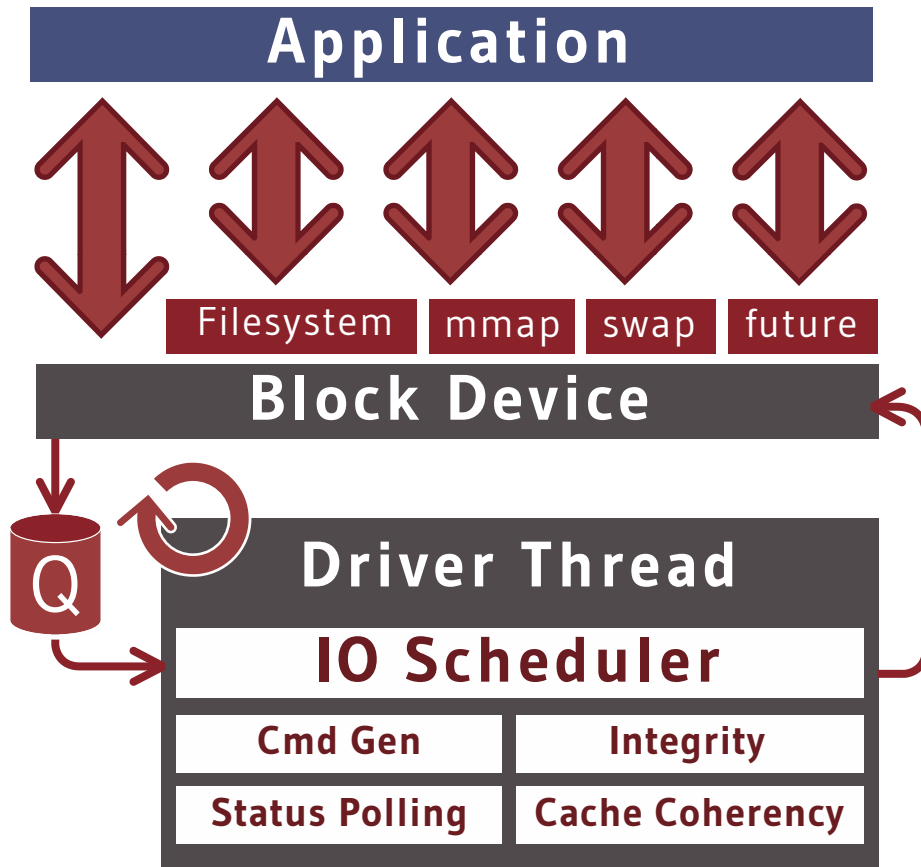 Application
Filesystem
mmap
swap
future
Block Device
Q
Driver Thread
IO Scheduler
Cmd Gen
Integrity
Status Polling
Cache Coherency